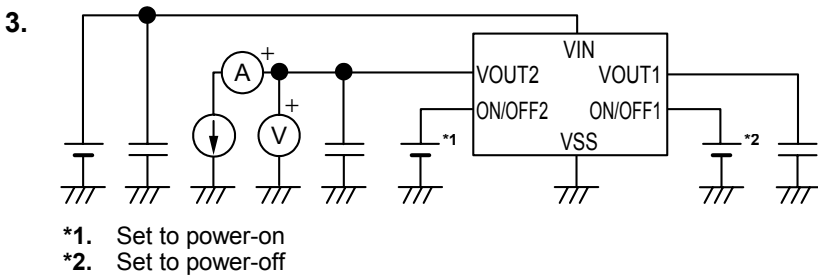 3.
VIN
A +
VOUT2 VOUT1
+
ON/OFF2 ON/OFF1
V
*1 *2
VSS
*1. Set to power-on
*2. Set to power-off